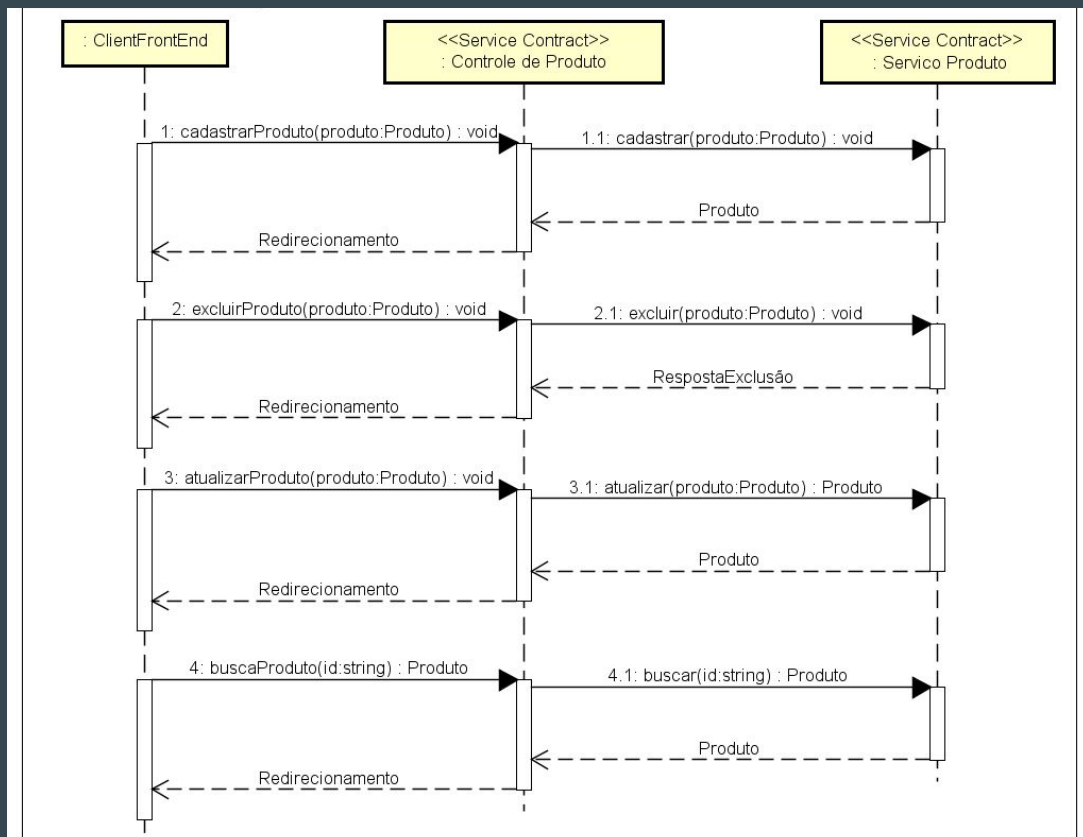 : ClientFrontEnd
<<Service Contract>>
: Controle de Produto
<<Service Contract>>
: Servico Produto
1: cadastrarProduto(produto:Produto) : void
1.1: cadastrar(produto:Produto) : void
Produto
Redirecionamento
2: excluirProduto(produto:Produto) : void
2.1: excluir(produto:Produto) : void
RespostaExclusão
Redirecionamento
3: atualizarProduto(produto:Produto) : void
3.1: atualizar(produto:Produto) : Produto
Produto
Redirecionamento
4: buscaProduto(id:string) : Produto
4.1: buscar(id:string) : Produto
Produto
Redirecionamento